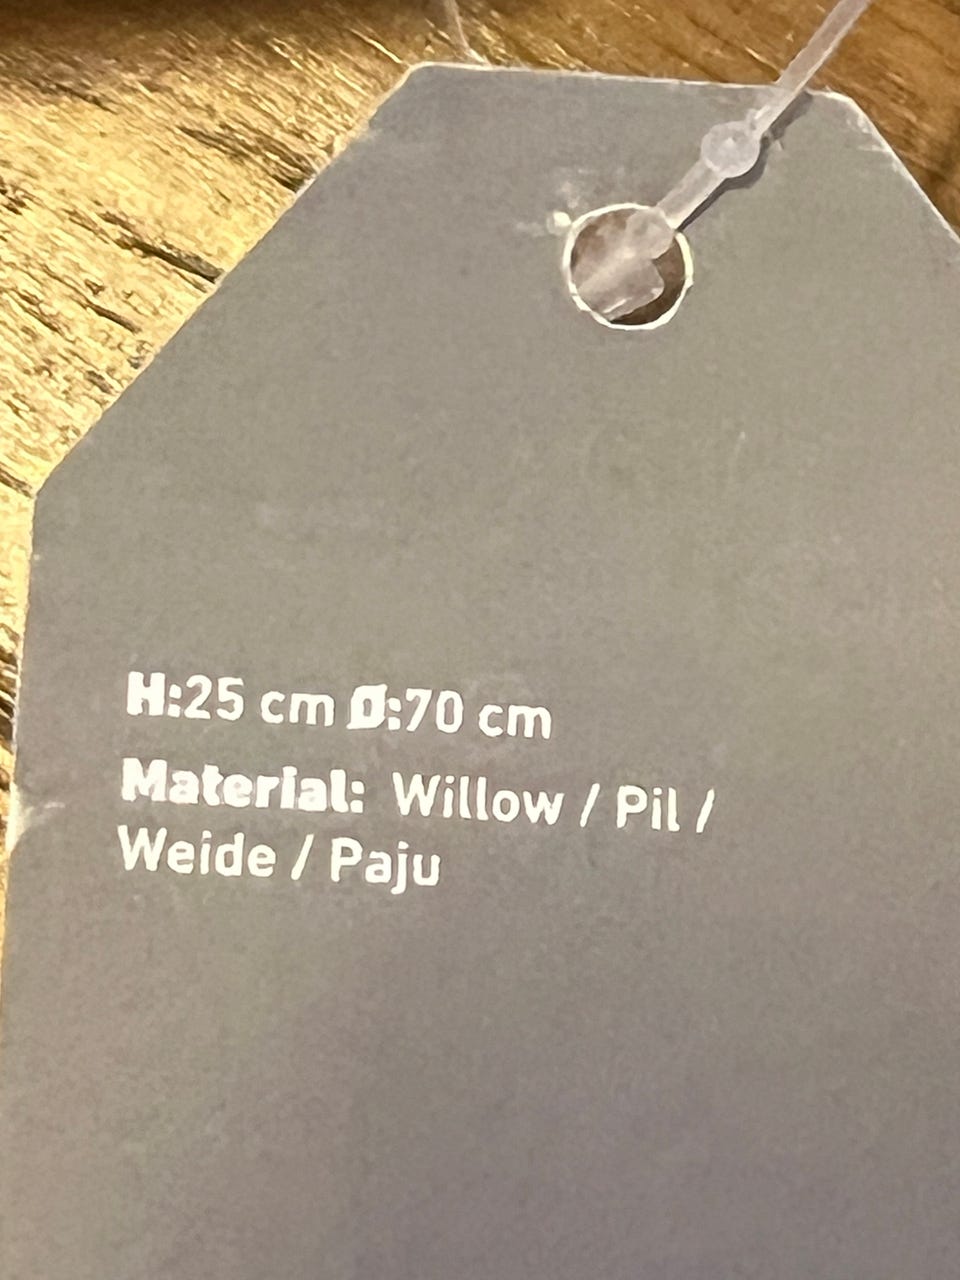 H:25 cm Ø:70 cm
Material: Willow / Pil /
Weide / Paju